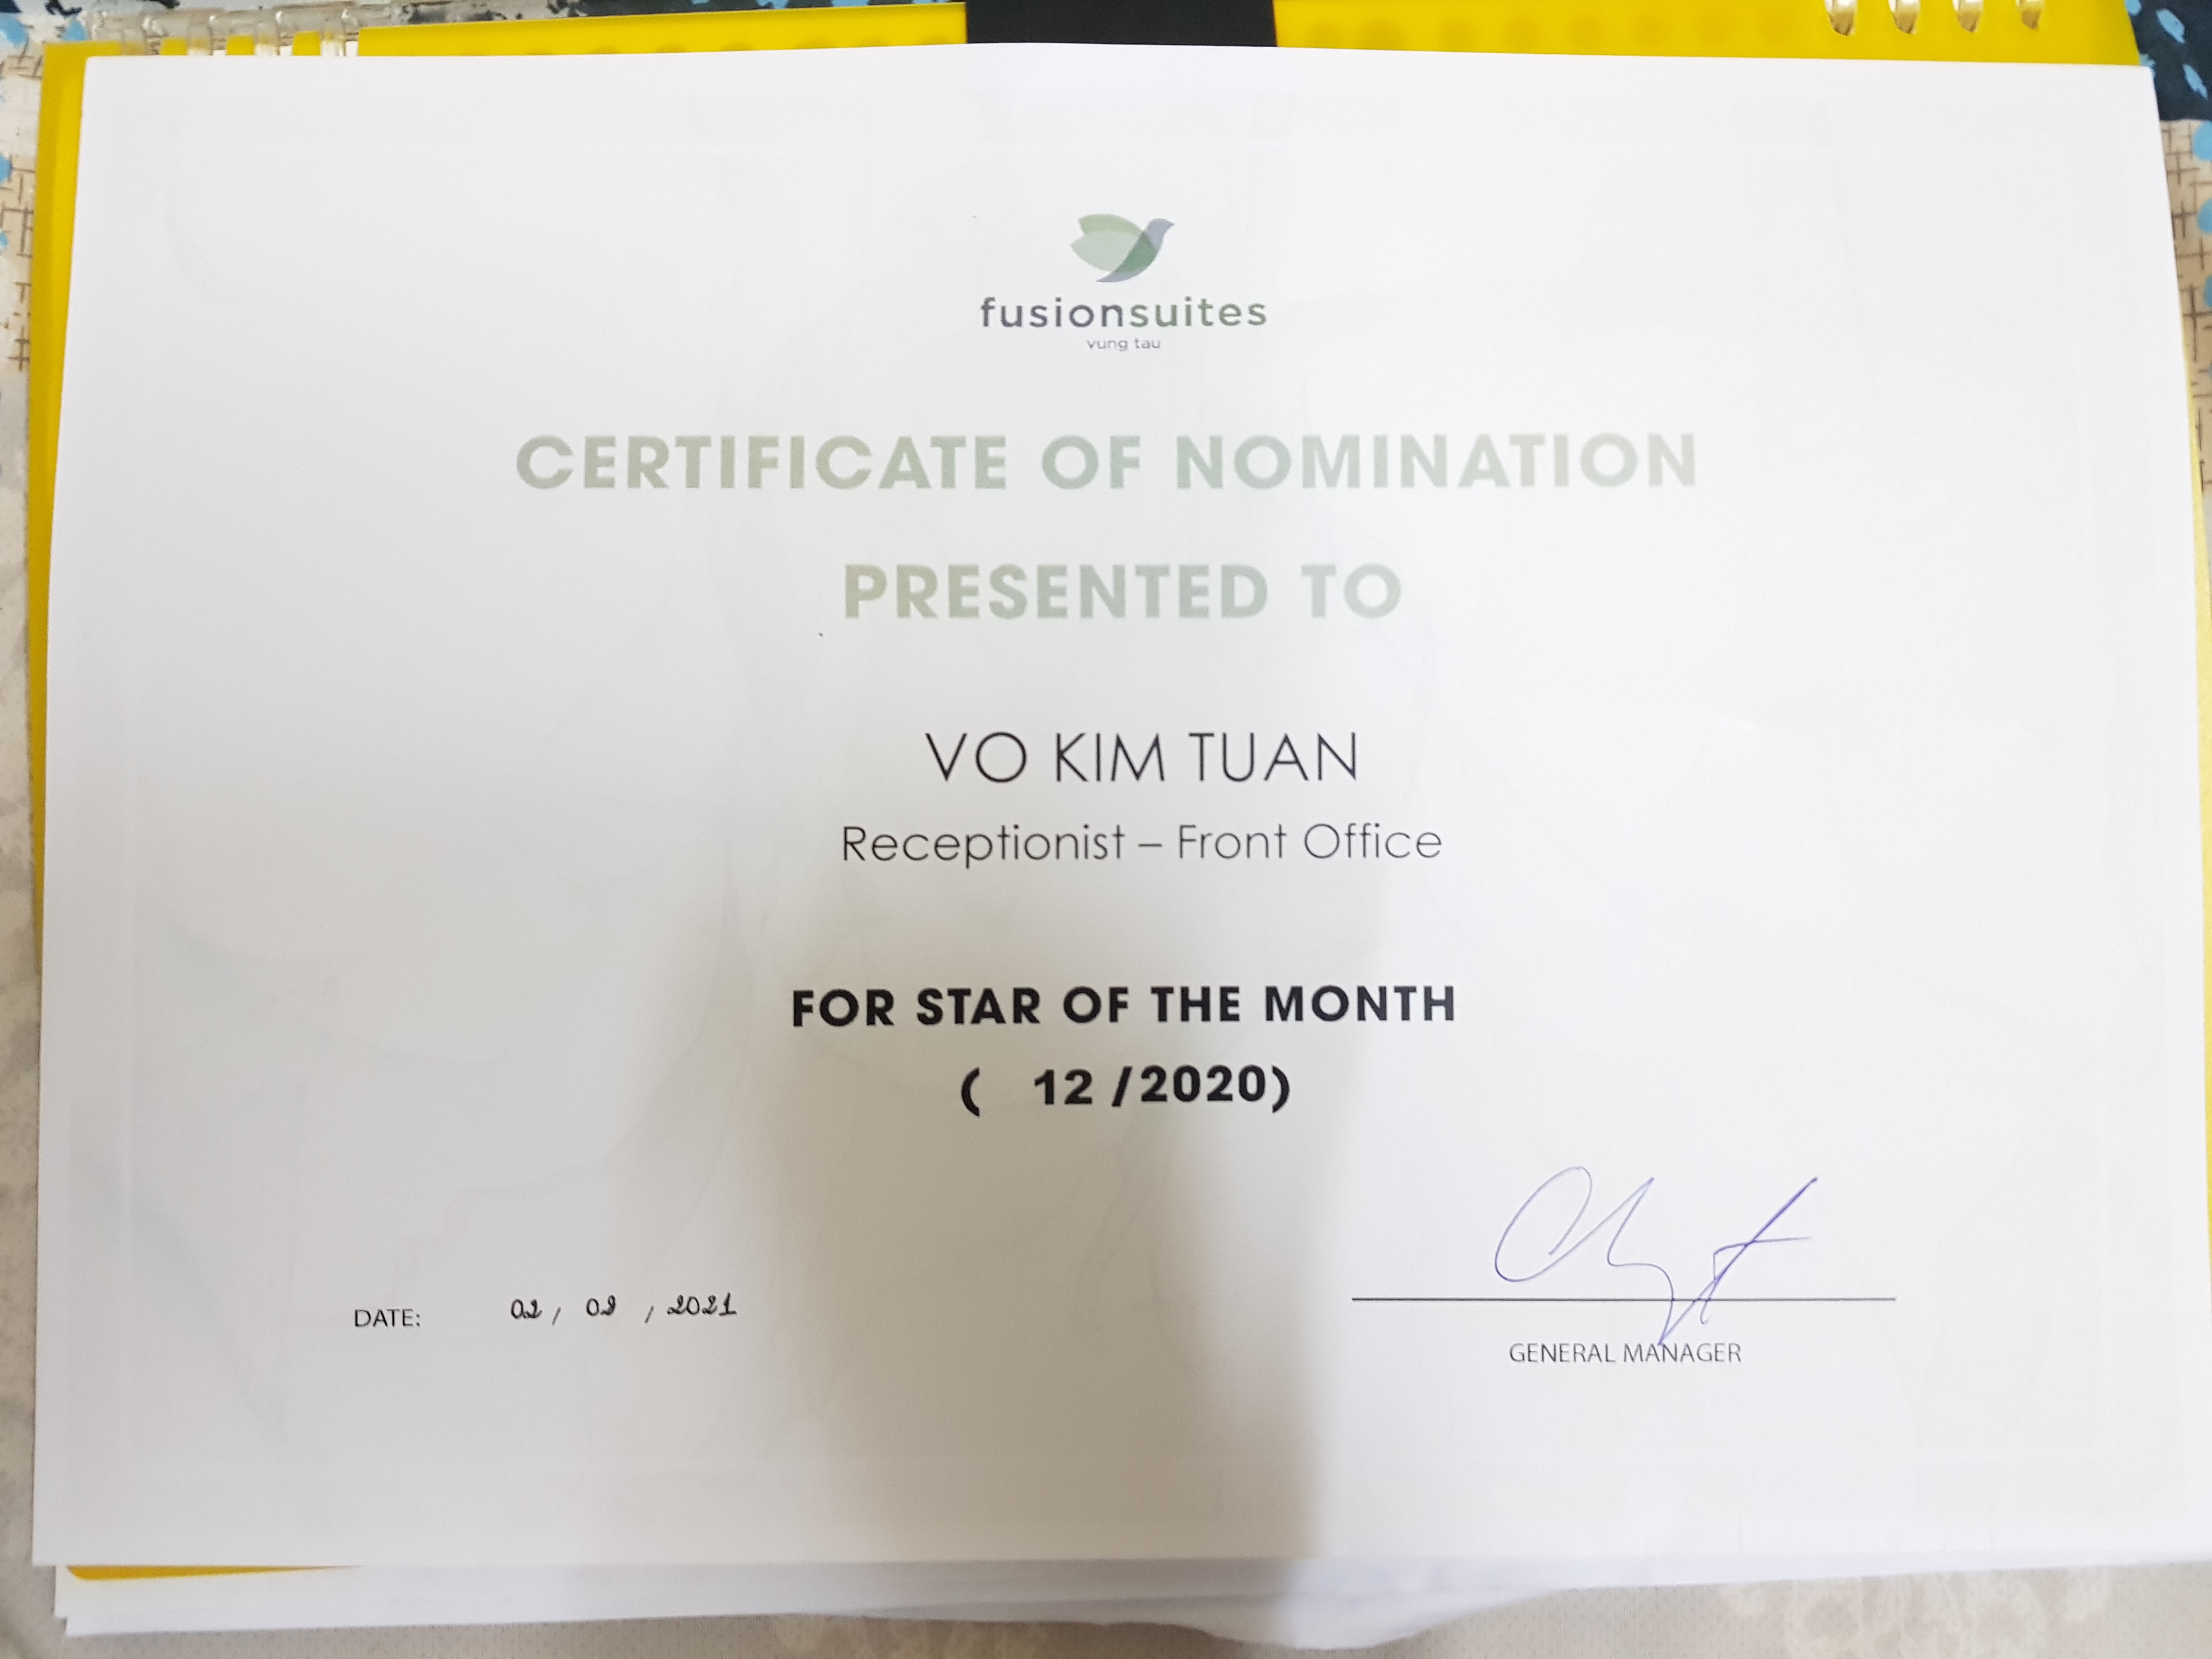 fusionsuites
vung tau
CERTIFICATE OF NOMINATION
PRESENTED TO
VO KIM TUAN
Receptionist – Front Office
FOR STAR OF THE MONTH
( 12 /2020)
DATE: 02 / 02 / 2021
GENERAL MANAGER